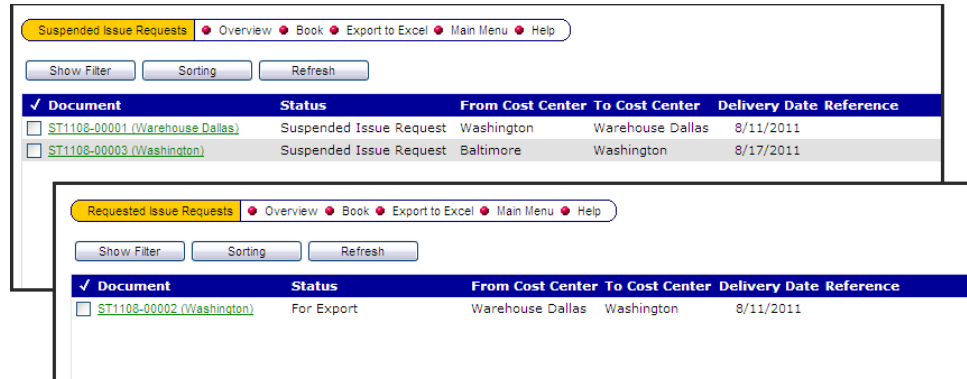 Suspended Issue Requests Overview Book Export to Excel Main Menu Help
Show Filter Sorting Refresh
✓ Document Status From Cost Center To Cost Center Delivery Date Reference
ST1108-00001 (Warehouse Dallas) Suspended Issue Request Washington Warehouse Dallas 8/11/2011
ST1108-00003 (Washington) Suspended Issue Request Baltimore Washington 8/17/2011
Requested Issue Requests Overview Book Export to Excel Main Menu Help
Show Filter Sorting Refresh
✓ Document Status From Cost Center To Cost Center Delivery Date Reference
ST1108-00002 (Washington) For Export Warehouse Dallas Washington 8/11/2011